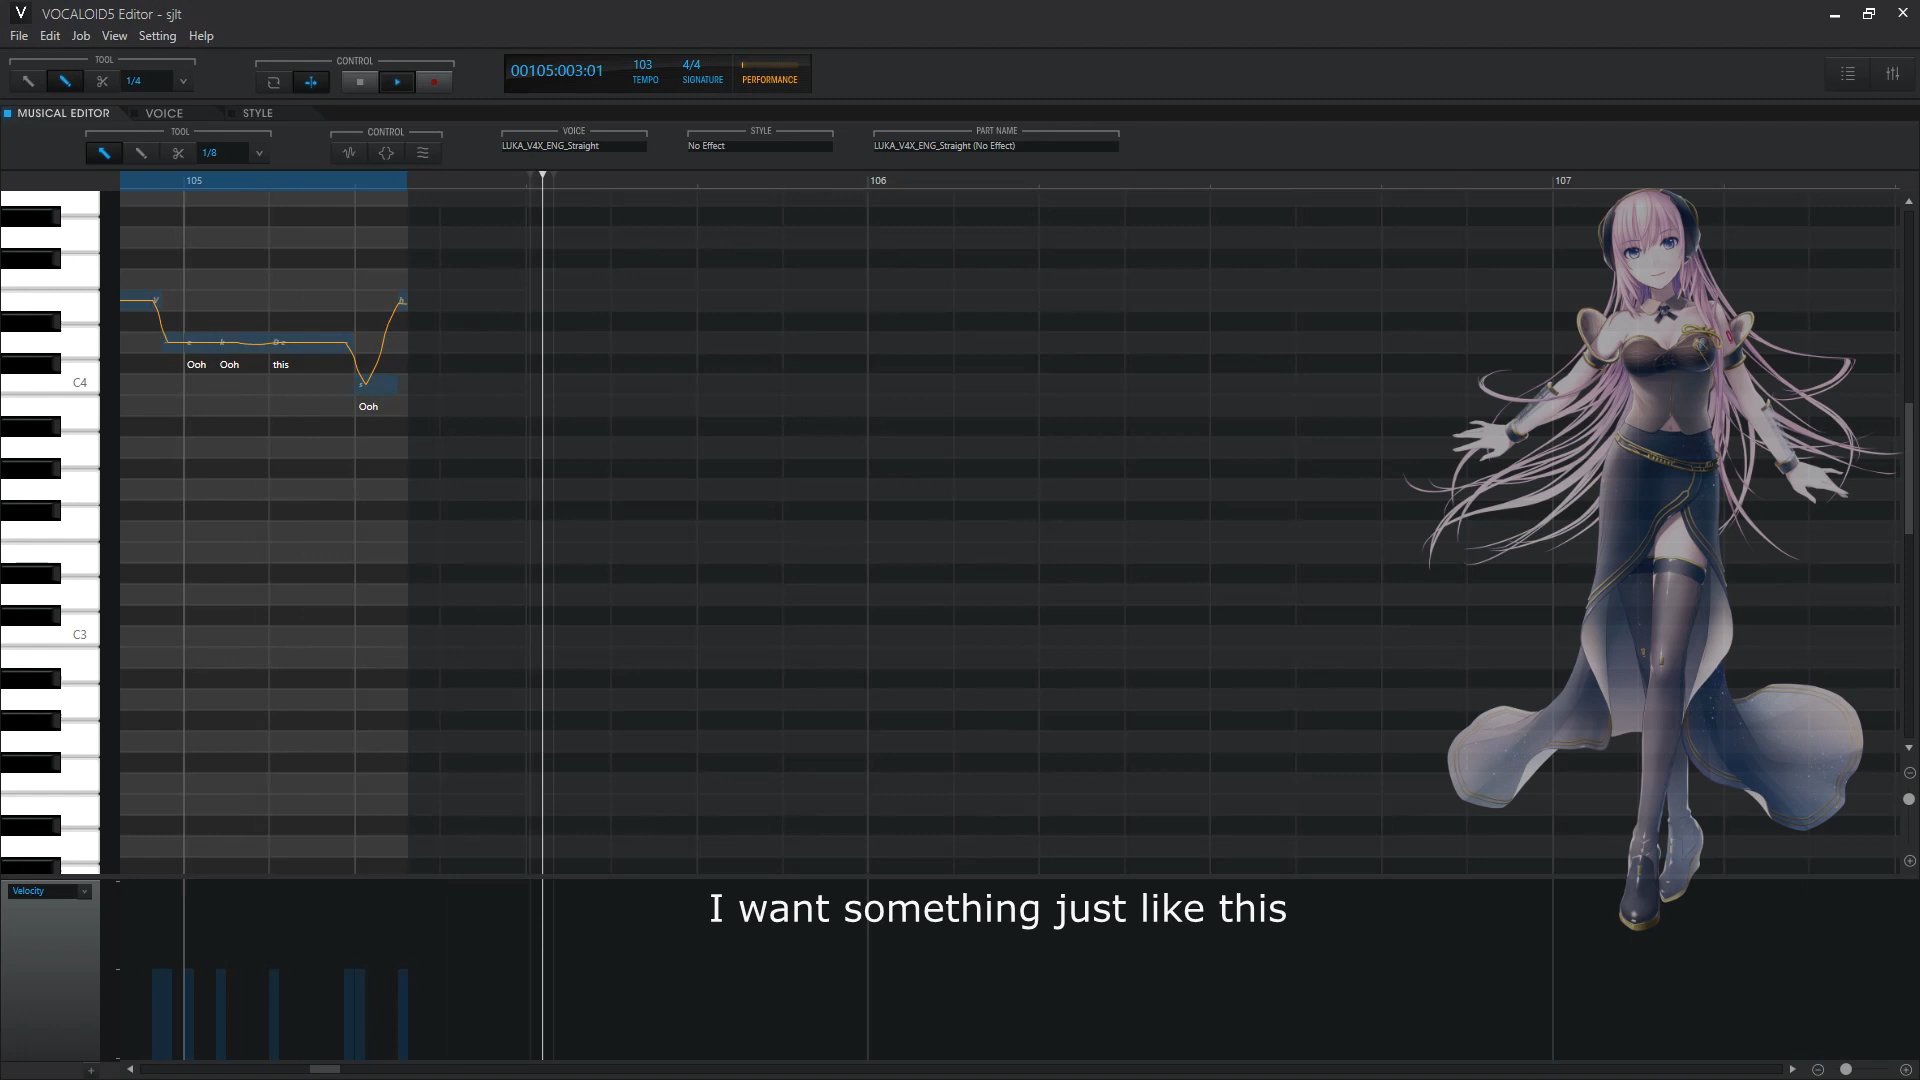 VOCALOID5 Editor - sjlt
File Edit Job View Setting Help
TOOL
CONTROL
1/4
00105:003:01
103
TEMPO
4/4
SIGNATURE
PERFORMANCE
MUSICAL EDITOR
VOICE
STYLE
TOOL
CONTROL
VOICE
STYLE
PART NAME
1/8
LUKA_V4X_ENG_Straight
No Effect
LUKA_V4X_ENG_Straight (No Effect)
105
106
107
Ooh Ooh this
C4
Ooh
C3
Velocity
I want something just like this